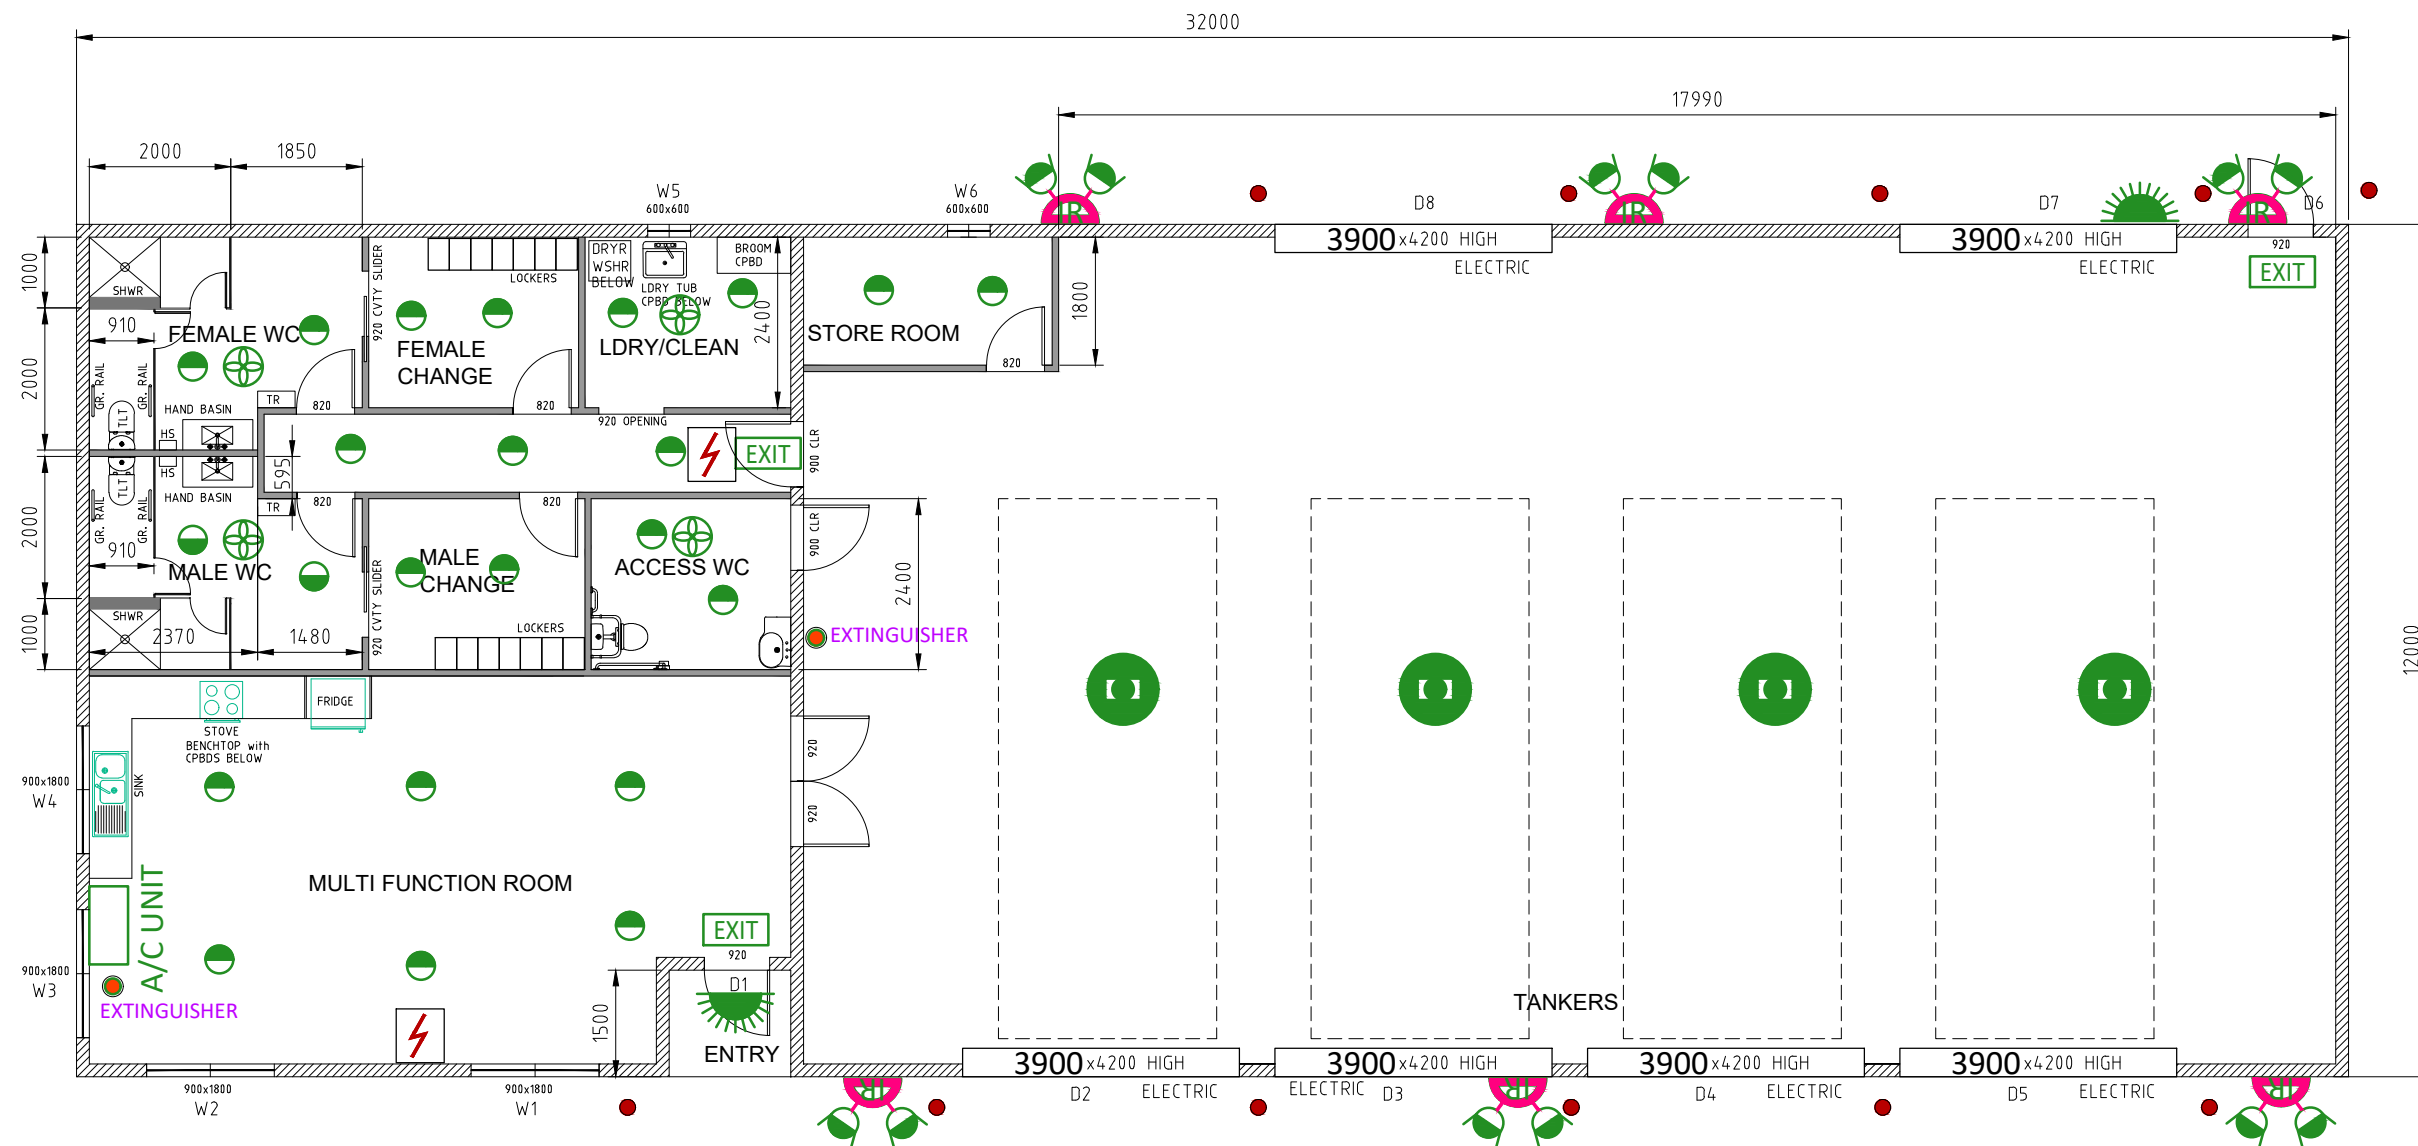 32000
17990
2000
1850
W5
600x600
W6
600x600
D8
D7
D6
IR
IR
IR
3900x4200 HIGH
ELECTRIC
3900x4200 HIGH
ELECTRIC
920
EXIT
1000
SHWR
910
FEMALE WC
920 CVTY SLIDER
LOCKERS
FEMALE
CHANGE
DRYR
WSHR
BELOW
LDRY TUB
CPBD BELOW
BROOM
CPBD
2400
LDRY/CLEAN
STORE ROOM
820
1800
2000
GR. RAIL
GR. RAIL
TLT
HAND BASIN
HS
TR
820
820
920 OPENING
EXIT
900 CLR
595
HS
TLT
HAND BASIN
TR
820
820
900 CLR
2000
GR. RAIL
GR. RAIL
910
MALE WC
MALE
CHANGE
ACCESS WC
2400
1000
SHWR
2370
1480
920 CVTY SLIDER
LOCKERS
EXTINGUISHER
12000
STOVE
BENCHTOP with
CPBDS BELOW
FRIDGE
920
920
900x1800
W4
SINK
MULTI FUNCTION ROOM
A/C UNIT
EXIT
920
D1
900x1800
W3
EXTINGUISHER
1500
ENTRY
TANKERS
3900x4200 HIGH
3900x4200 HIGH
3900x4200 HIGH
3900x4200 HIGH
D2
ELECTRIC
ELECTRIC
D3
D4
ELECTRIC
D5
ELECTRIC
IR
IR
IR
900x1800
W2
900x1800
W1